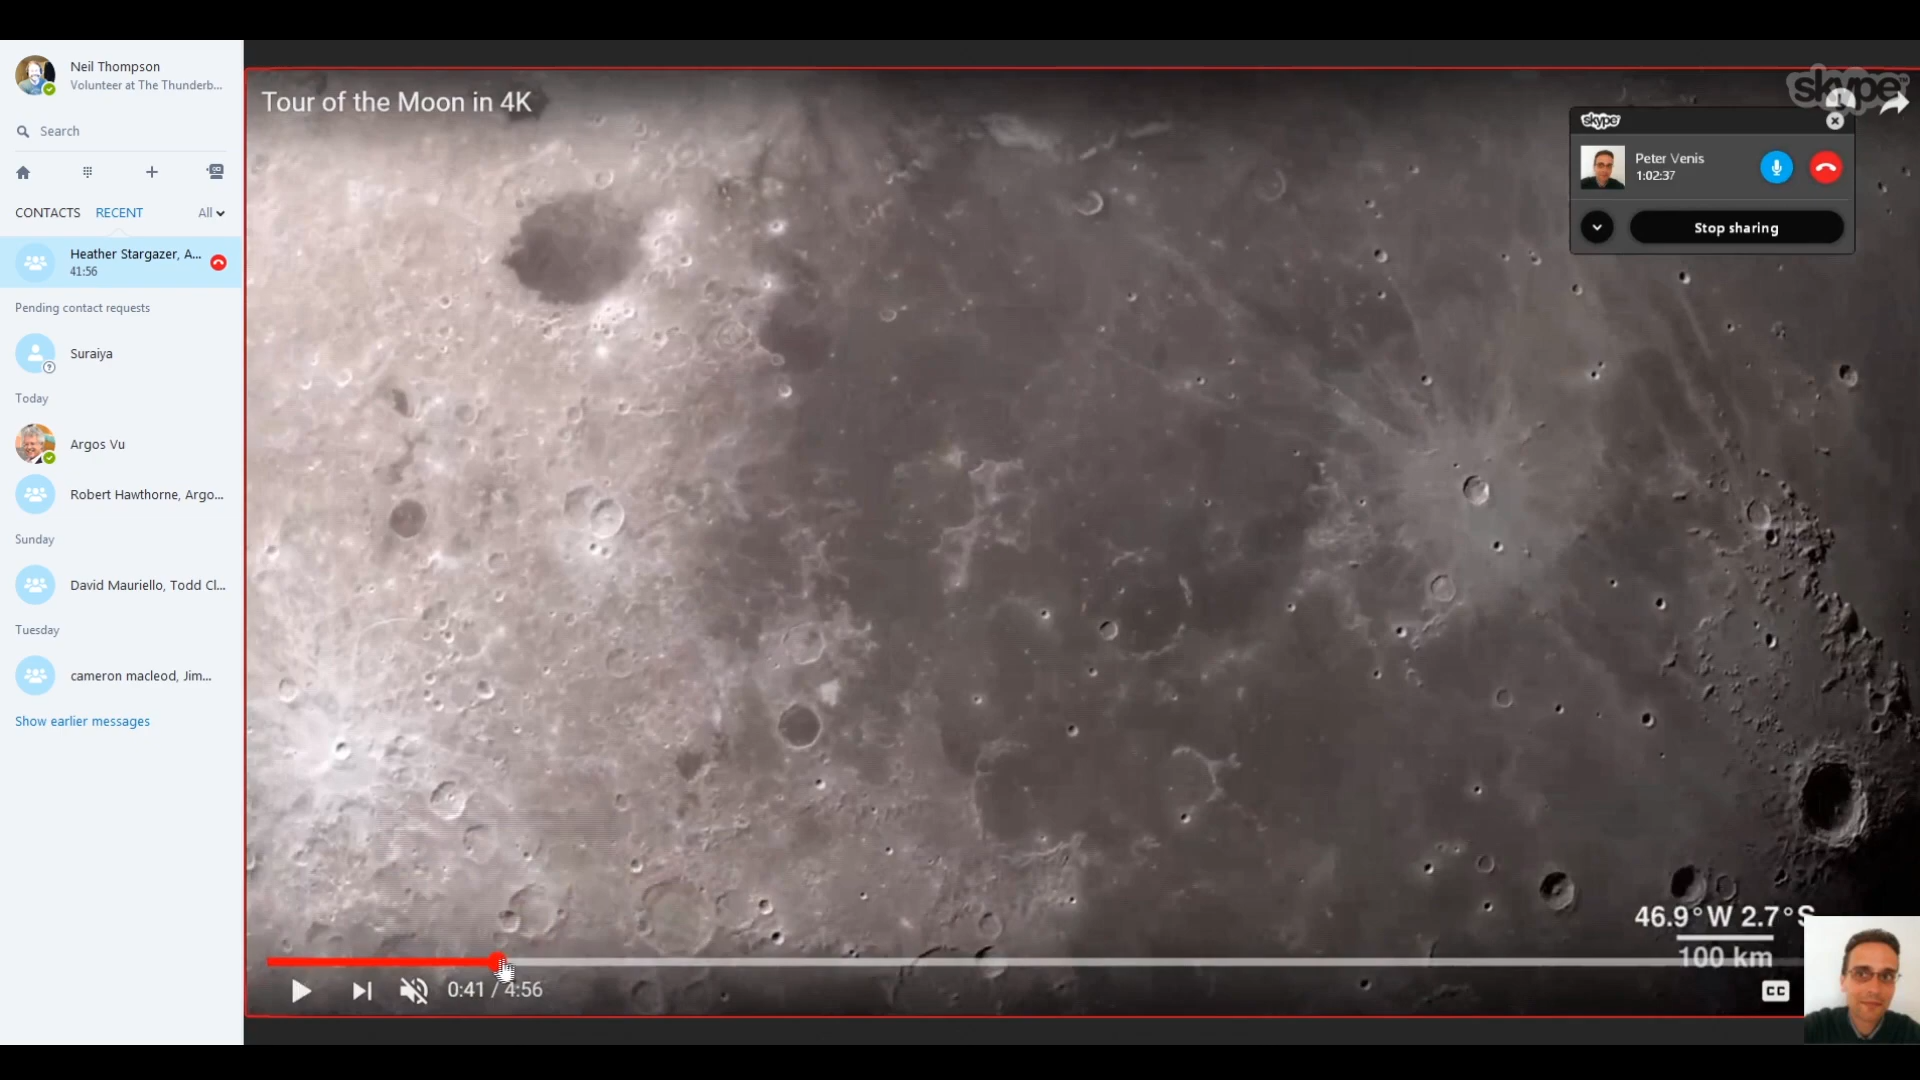 Neil Thompson
Volunteer at The Thunderb...
Search
CONTACTS RECENT All
Heather Stargazer, A...
41:56
Pending contact requests
Suraiya
Today
Argos Vu
Robert Hawthorne, Argo...
Sunday
David Mauriello, Todd Cl...
Tuesday
cameron macleod, Jim...
Show earlier messages
Tour of the Moon in 4K
skype™
skype
Peter Venis
1:02:37
Stop sharing
46.9°W 2.7°S
100 km
0:41 / 4:56
CC